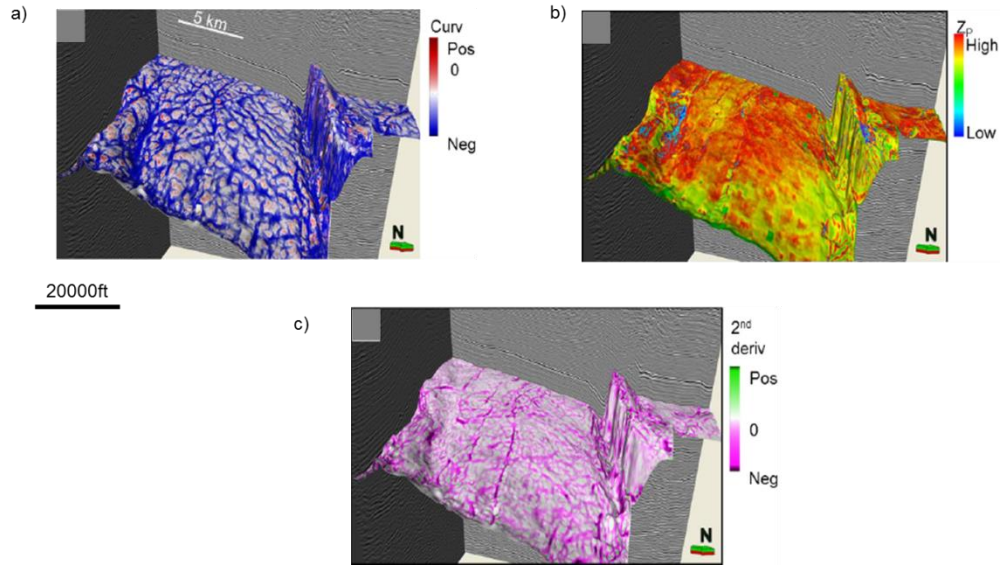 a)
5 km
Curv
Pos
0
Neg
N
b)
Zₚ
High
Low
N
20000ft
c)
2nd
deriv
Pos
0
Neg
N